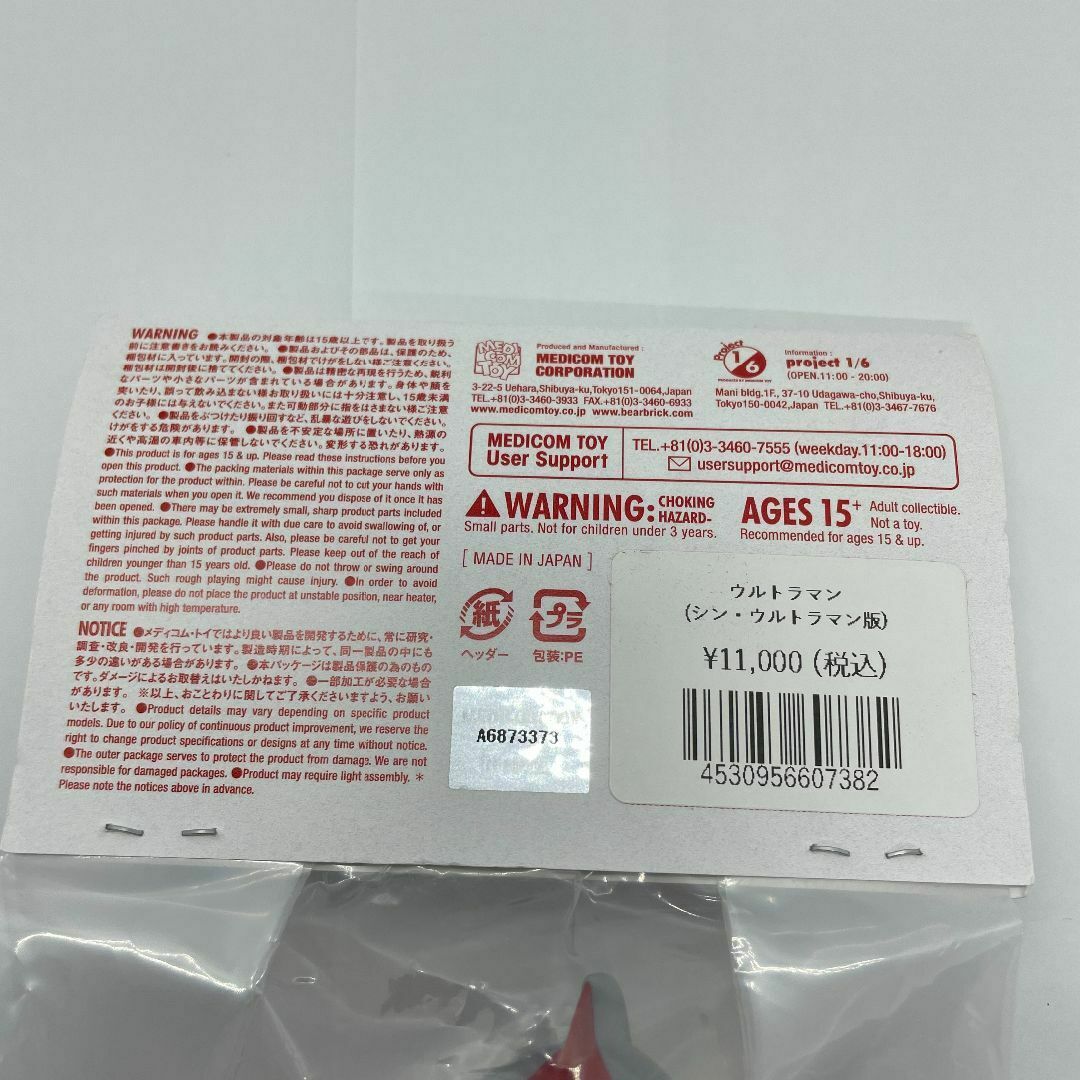 WARNING ●本製品の対象年齢は15歳以上です。製品を取り扱う
前に注意書きをお読みください。 ●製品およびその部品は、保護のため、
梱包材に入っています。開封の際、梱包材でけがをしない様ご注意ください。
梱包材は開封後に捨ててください。 ●製品は精密な再現を行うため、鋭利
なパーツや小さなパーツが含まれている場合があります。身体や顔を
突いたり、誤って飲み込まない様お取り扱いには十分注意し、15歳未満
のお子様には与えないでください。また可動部分に指をはさまない様ご注意
ください。 ●製品をぶつけたり振り回すなど、乱暴な遊びをしないでください。
けがをする危険があります。 ●製品を不安定な場所に置いたり、熱源の
近くや高温の車内等に保管しないでください。変形する恐れがあります。
●This product is for ages 15 & up. Please read these instructions before you
open this product. ●The packing materials within this package serve only as
protection for the product within. Please be careful not to cut your hands with
such materials when you open it. We recommend you dispose of it once it has
been opened. ●There may be extremely small, sharp product parts included
within this package. Please handle it with due care to avoid swallowing of, or
getting injured by such product parts. Also, please be careful not to get your
fingers pinched by joints of product parts. Please keep out of the reach of
children younger than 15 years old. ●Please do not throw or swing around
the product. Such rough playing might cause injury. ●In order to avoid
deformation, please do not place the product at unstable position, near heater,
or any room with high temperature.
NOTICE ●メディコム・トイではより良い製品を開発するために、常に研究・
調査・改良・開発を行っています。製造時期によって、同一製品の中にも
多少の違いがある場合があります。 ●本パッケージは製品保護の為のもの
です。ダメージによるお取替えはいたしかねます。 ●一部加工が必要な場合
があります。 ※以上、おことわりに関してご了承くださいますよう、お願い
いたします。 ●Product details may vary depending on specific product
models. Due to our policy of continuous product improvement, we reserve the
right to change product specifications or designs at any time without notice.
●The outer package serves to protect the product from damage. We are not
responsible for damaged packages. ●Product may require light assembly. ＊
Please note the notices above in advance.
MEDI
COM
TOY
Produced and Manufactured :
MEDICOM TOY
CORPORATION
3-22-5 Uehara,Shibuya-ku,Tokyo151-0064,Japan
TEL.+81(0)3-3460-3933 FAX.+81(0)3-3460-6933
www.medicomtoy.co.jp www.bearbrick.com
Project
1/6
PRODUCED BY MEDICOM TOY
Information :
project 1/6
(OPEN.11:00 - 20:00)
Mani bldg.1F., 37-10 Udagawa-cho,Shibuya-ku,
Tokyo150-0042,Japan TEL.+81(0)3-3467-7676
MEDICOM TOY
User Support
TEL.+81(0)3-3460-7555 (weekday.11:00-18:00)
usersupport@medicomtoy.co.jp
WARNING: CHOKING
HAZARD-
Small parts. Not for children under 3 years.
AGES 15+ Adult collectible.
Not a toy.
Recommended for ages 15 & up.
[ MADE IN JAPAN ]
紙
ヘッダー
プラ
包装:PE
A6873373
ウルトラマン
(シン・ウルトラマン版)
¥11,000 (税込)
4530956607382